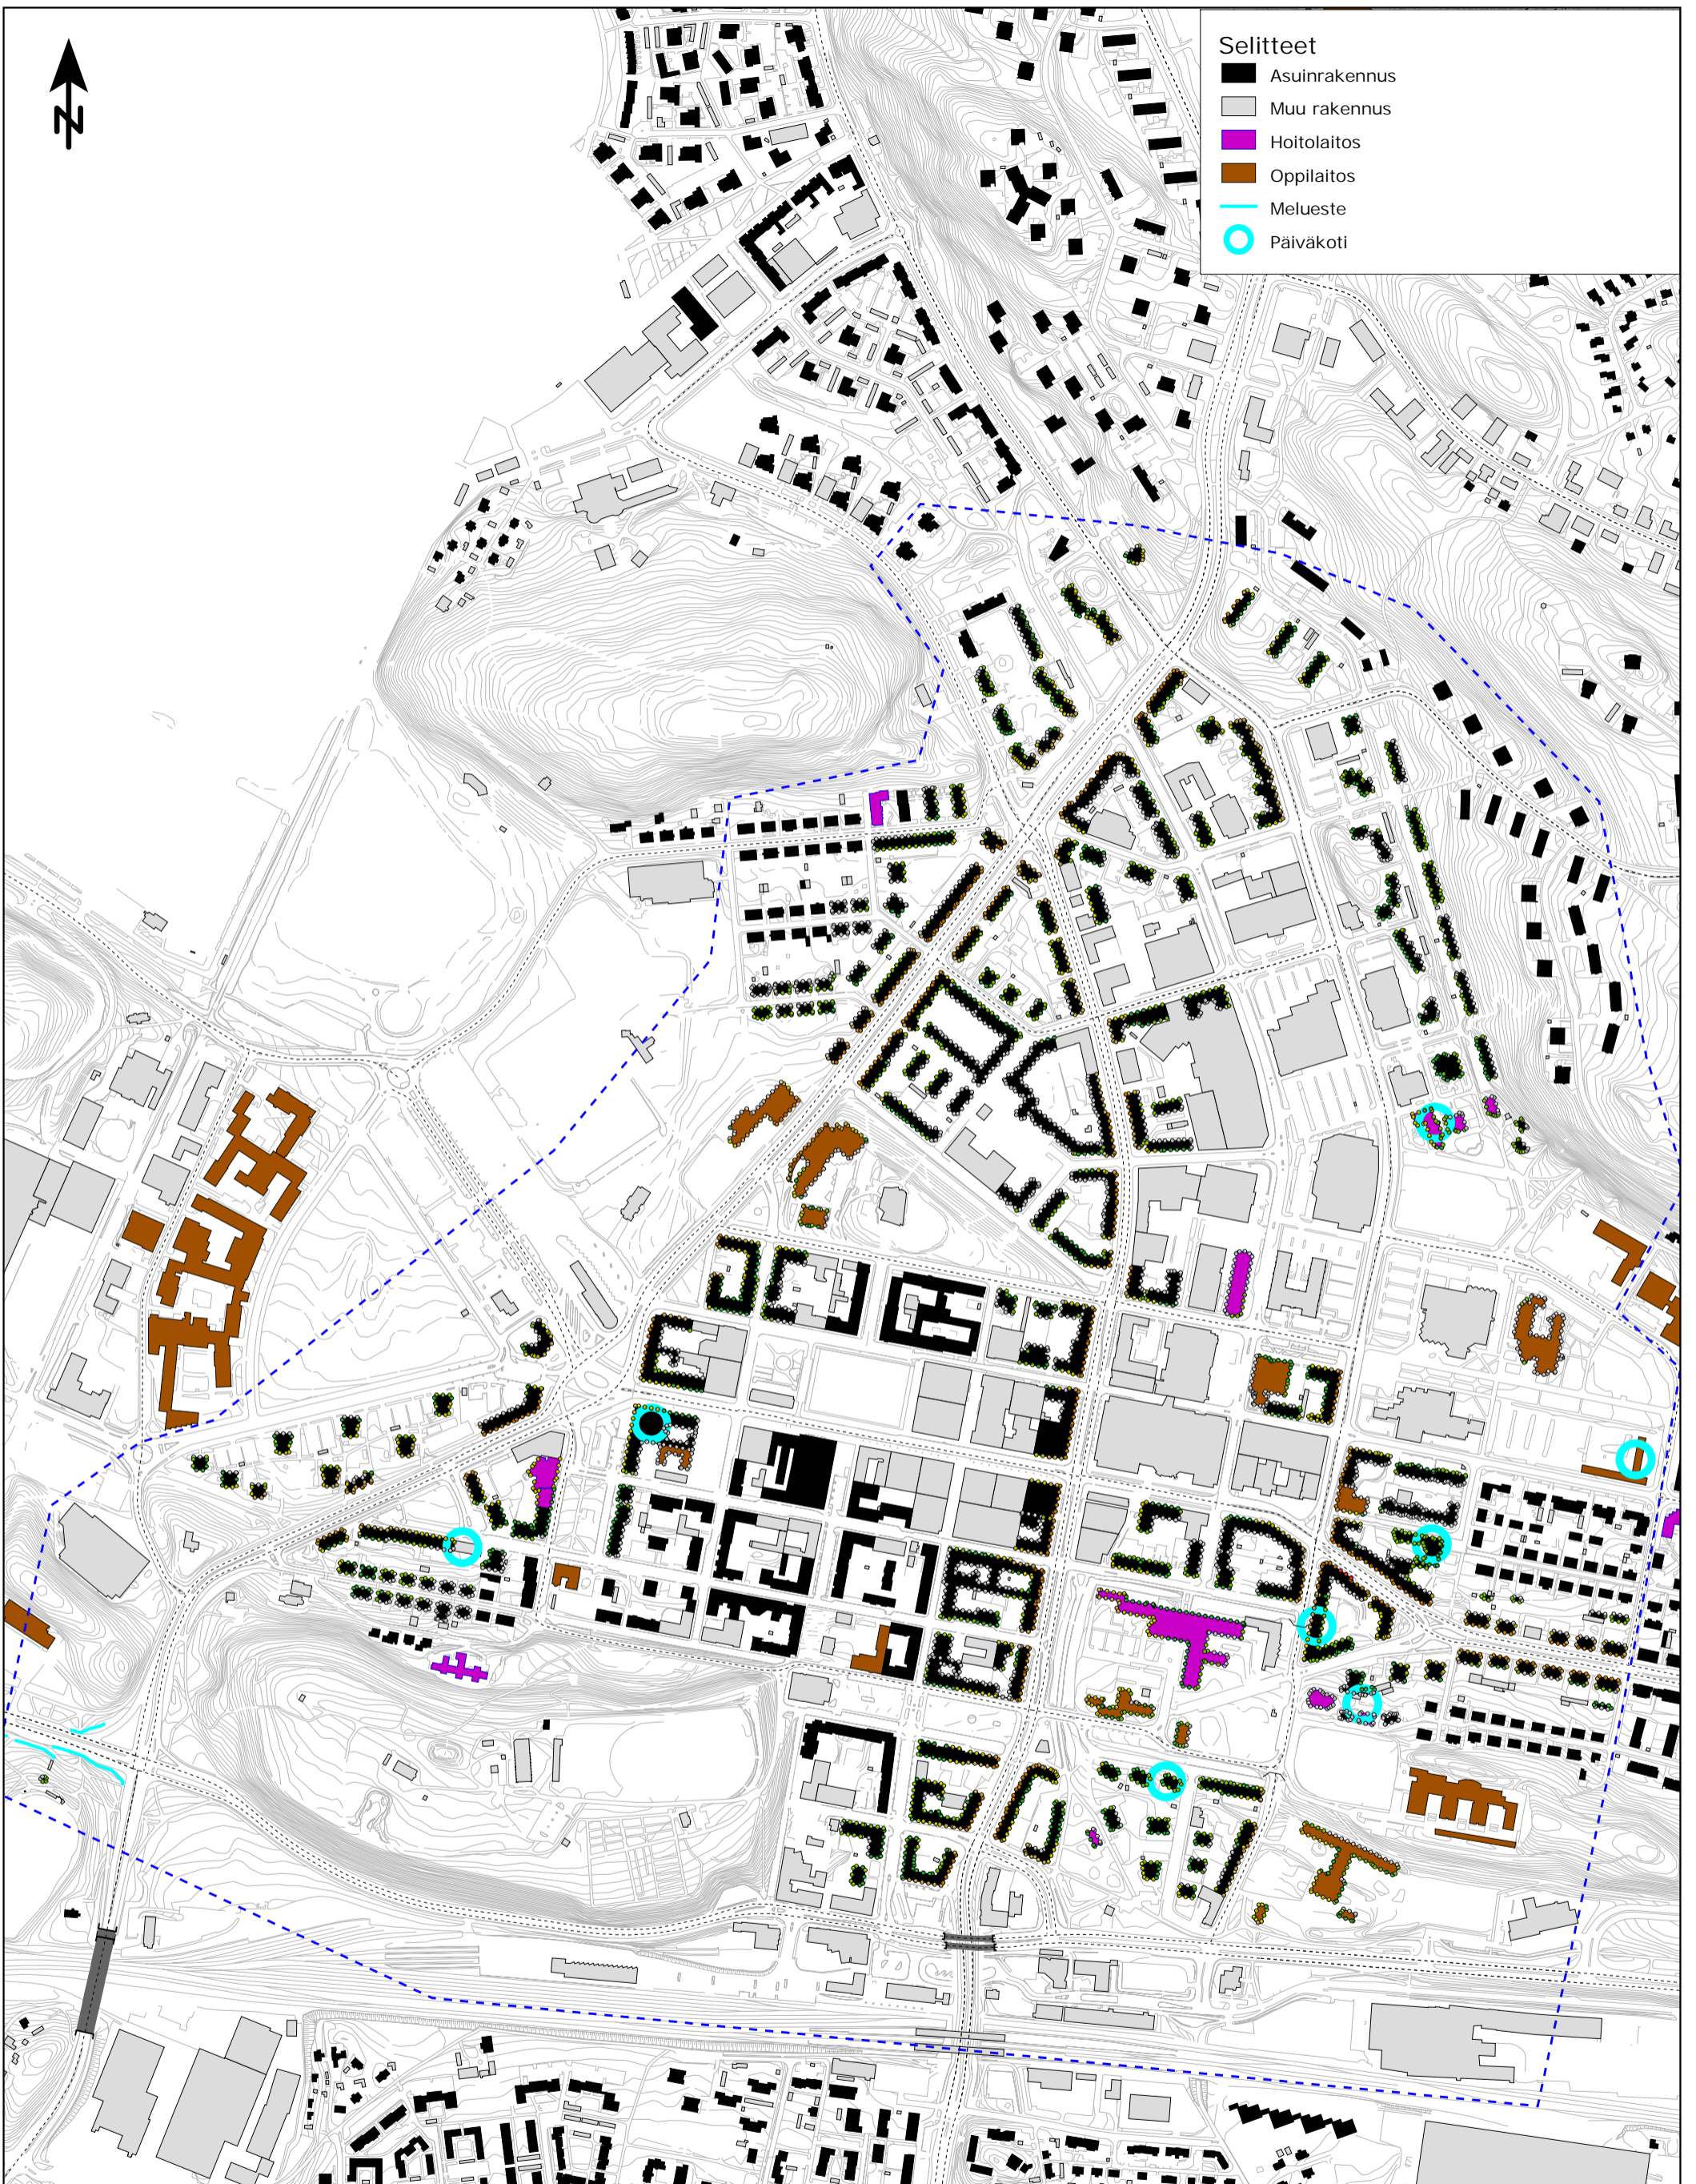 N
Selitteet
Asuinrakennus
Muu rakennus
Hoitolaitos
Oppilaitos
Melueste
Päiväkoti